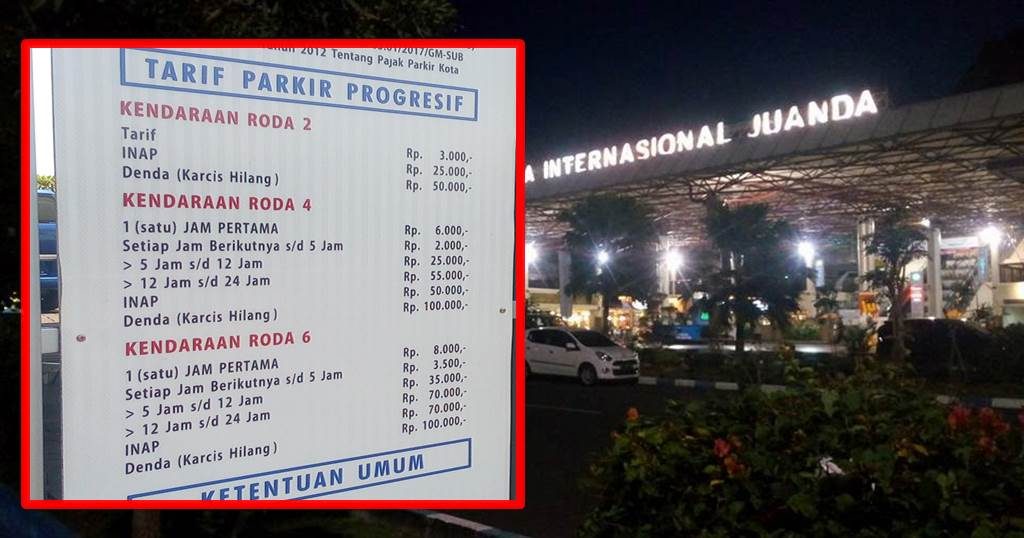 .01/2017/GM-SUB
2012 Tentang Pajak Parkir Kota
TARIF PARKIR PROGRESIF
KENDARAAN RODA 2
Tarif Rp. 3.000,-
INAP Rp. 25.000,-
Denda (Karcis Hilang) Rp. 50.000,-
KENDARAAN RODA 4
1 (satu) JAM PERTAMA Rp. 6.000,-
Setiap Jam Berikutnya s/d 5 Jam Rp. 2.000,-
> 5 Jam s/d 12 Jam Rp. 25.000,-
> 12 Jam s/d 24 Jam Rp. 55.000,-
INAP Rp. 50.000,-
Denda (Karcis Hilang) Rp. 100.000,-
KENDARAAN RODA 6
1 (satu) JAM PERTAMA Rp. 8.000,-
Setiap Jam Berikutnya s/d 5 Jam Rp. 3.500,-
> 5 Jam s/d 12 Jam Rp. 35.000,-
> 12 Jam s/d 24 Jam Rp. 70.000,-
INAP Rp. 70.000,-
Denda (Karcis Hilang) Rp. 100.000,-
KETENTUAN UMUM
A INTERNASIONAL JUANDA